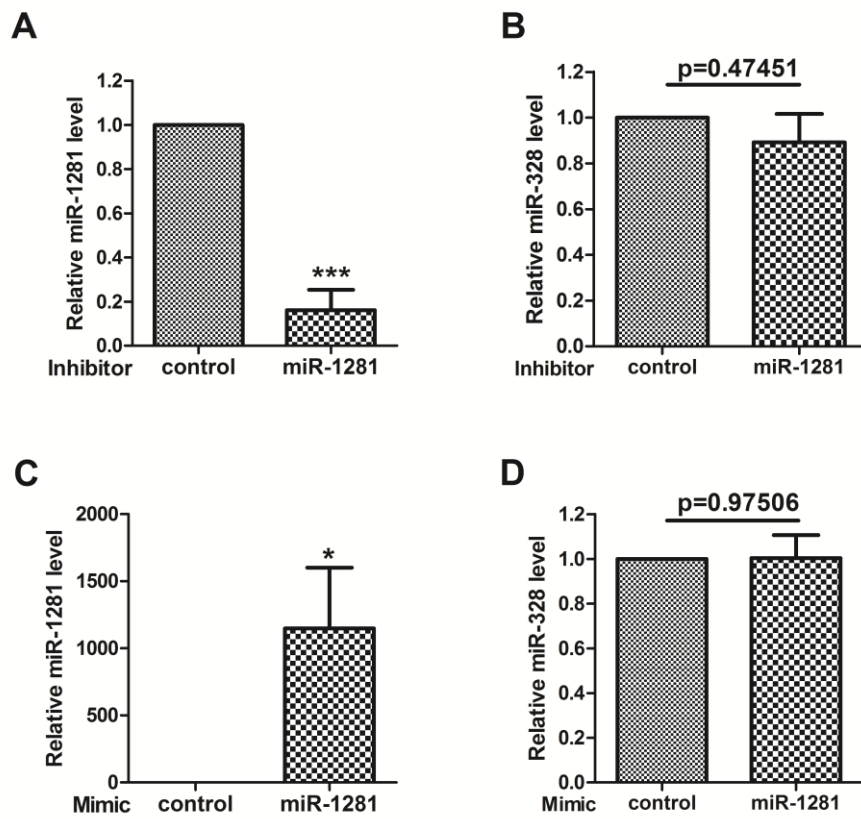 A
Relative miR-1281 level
1.2
1.0
0.8
0.6
0.4
0.2
0.0
***
Inhibitor control miR-1281
B
p=0.47451
Relative miR-328 level
1.2
1.0
0.8
0.6
0.4
0.2
0.0
Inhibitor control miR-1281
C
Relative miR-1281 level
2000
1500
1000
500
0
*
Mimic control miR-1281
D
p=0.97506
Relative miR-328 level
1.2
1.0
0.8
0.6
0.4
0.2
0.0
Mimic control miR-1281